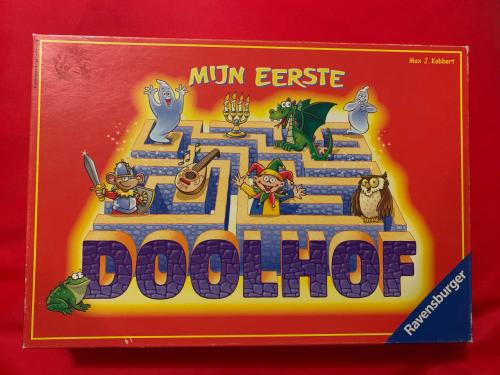 Max J. Kobbert
MIJN EERSTE
DOOLHOF
Ravensburger